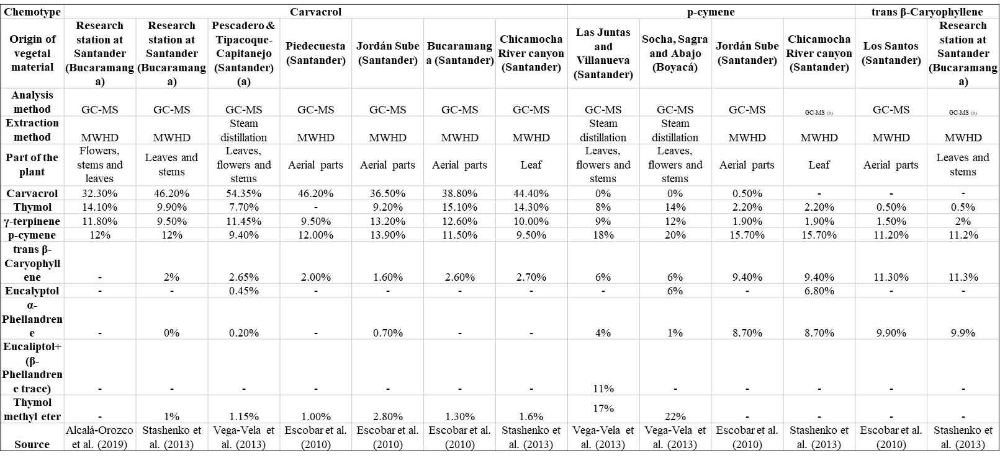 Chemotype Carvacrol p-cymene trans β-Caryophyllene
Origin of vegetal material Research station at Santander (Bucaramanga) Research station at Santander (Bucaramanga) Pescadero & Tipacoque-Capitanejo (Santander) (a) Piedecuesta (Santander) Jordán Sube (Santander) Bucaramanga (Santander) Chicamocha River canyon (Santander) Las Juntas and Villanueva (Santander) Socha, Sagra and Abajo (Boyacá) Jordán Sube (Santander) Chicamocha River canyon (Santander) Los Santos (Santander) Research station at Santander (Bucaramanga)
Analysis method GC-MS GC-MS GC-MS GC-MS GC-MS GC-MS GC-MS GC-MS GC-MS GC-MS GC-MS (b) GC-MS GC-MS (b)
Extraction method MWHD MWHD Steam distillation MWHD MWHD MWHD MWHD Steam distillation Steam distillation MWHD MWHD MWHD MWHD
Part of the plant Flowers, stems and leaves Leaves and stems Leaves, flowers and stems Aerial parts Aerial parts Aerial parts Leaf Leaves, flowers and stems Leaves, flowers and stems Aerial parts Leaf Aerial parts Leaves and stems
Carvacrol 32.30% 46.20% 54.35% 46.20% 36.50% 38.80% 44.40% 0% 0% 0.50% - - -
Thymol 14.10% 9.90% 7.70% - 9.20% 15.10% 14.30% 8% 14% 2.20% 2.20% 0.50% 0.5%
γ-terpinene 11.80% 9.50% 11.45% 9.50% 13.20% 12.60% 10.00% 9% 12% 1.90% 1.90% 1.50% 2%
p-cymene 12% 12% 9.40% 12.00% 13.90% 11.50% 9.50% 18% 20% 15.70% 15.70% 11.20% 11.2%
trans β-Caryophyllene - 2% 2.65% 2.00% 1.60% 2.60% 2.70% 6% 6% 9.40% 9.40% 11.30% 11.3%
Eucalyptol - - 0.45% - - - - - 6% - 6.80% - -
α-Phellandrene - 0% 0.20% - 0.70% - - 4% 1% 8.70% 8.70% 9.90% 9.9%
Eucaliptol+ (β-Phellandrene trace) - - - - - - - 11% - - - - -
Thymol methyl eter - 1% 1.15% 1.00% 2.80% 1.30% 1.6% 17% 22% - - - -
Source Alcalá-Orozco et al. (2019) Stashenko et al. (2013) Vega-Vela et al. (2013) Escobar et al. (2010) Escobar et al. (2010) Escobar et al. (2010) Stashenko et al. (2013) Vega-Vela et al. (2013) Vega-Vela et al. (2013) Escobar et al. (2010) Stashenko et al. (2013) Escobar et al. (2010) Stashenko et al. (2013)